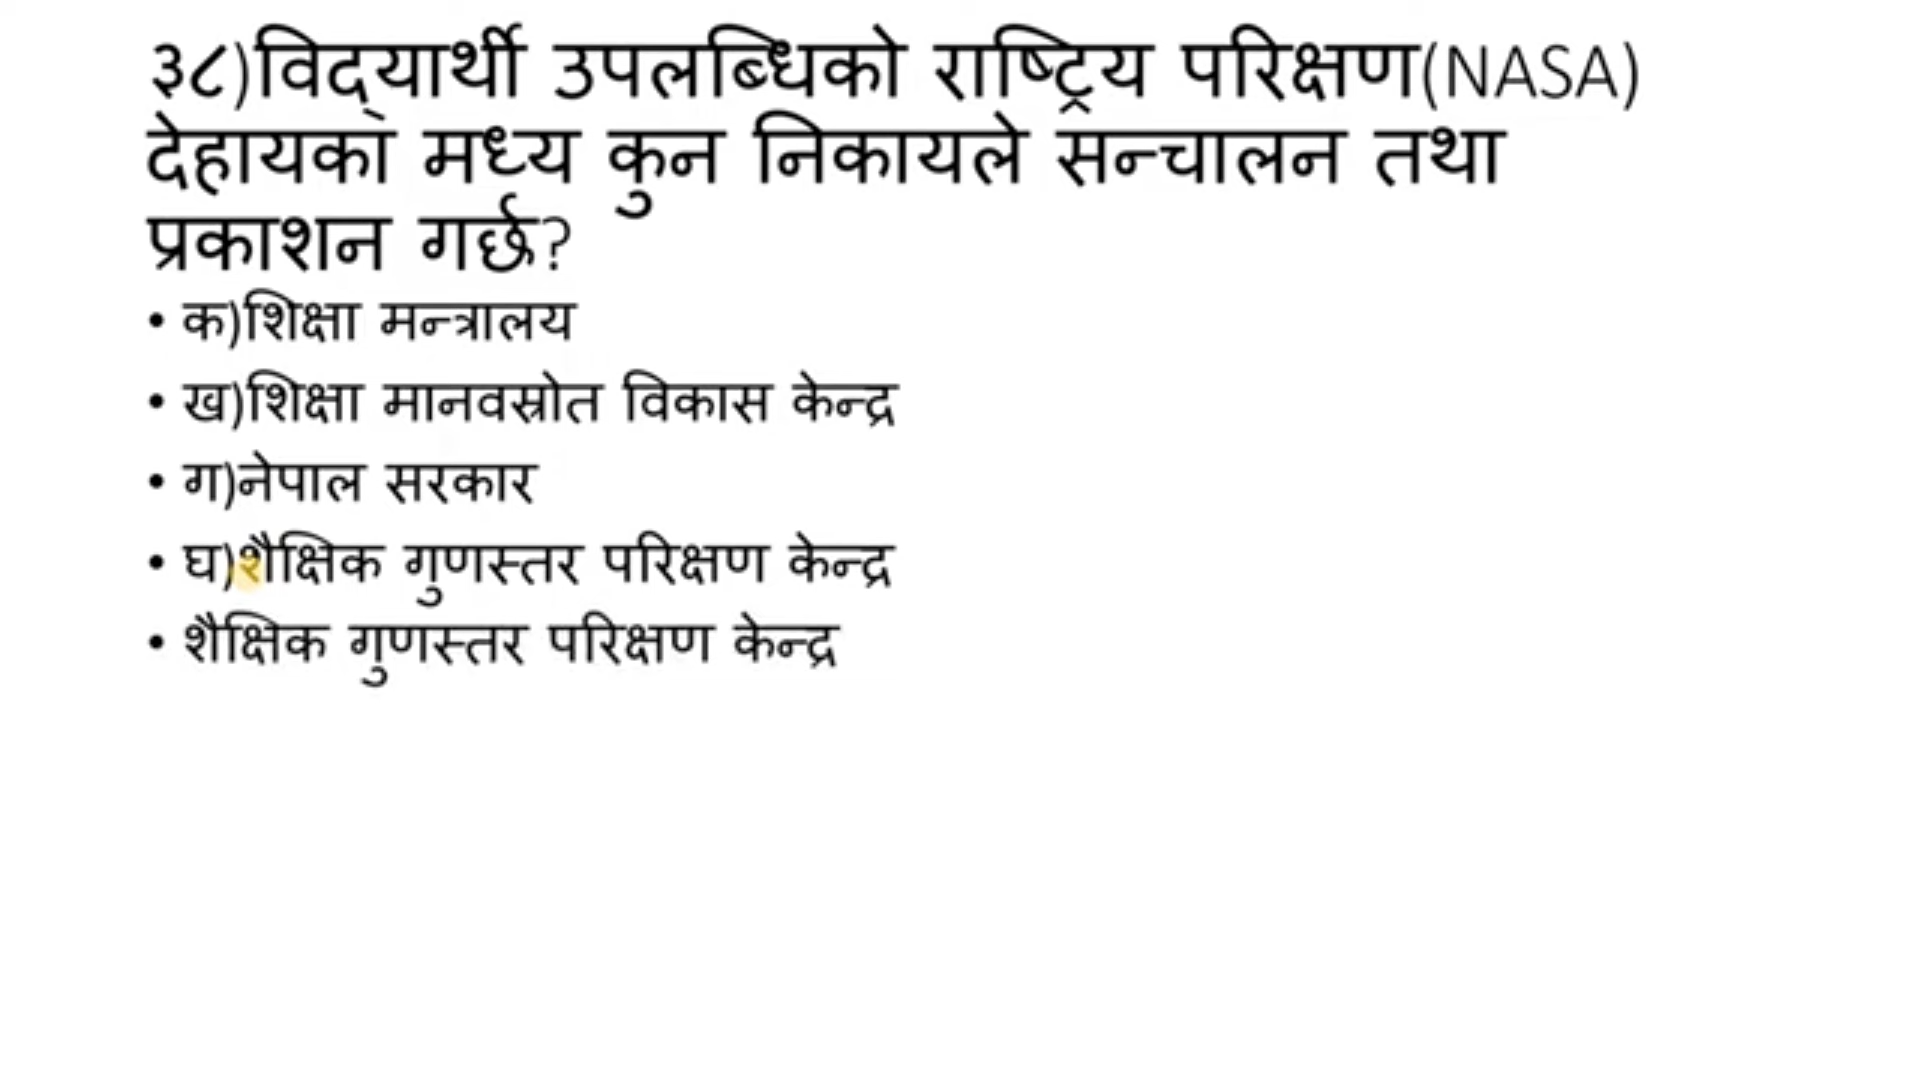 ३८)विद्‌यार्थी उपलब्धिको राष्ट्रिय परिक्षण(NASA)
देहायका मध्य कुन निकायले सन्चालन तथा
प्रकाशन गर्छ?
• क)शिक्षा मन्त्रालय
• ख)शिक्षा मानवस्रोत विकास केन्द्र
• ग)नेपाल सरकार
• घ)शैक्षिक गुणस्तर परिक्षण केन्द्र
• शैक्षिक गुणस्तर परिक्षण केन्द्र